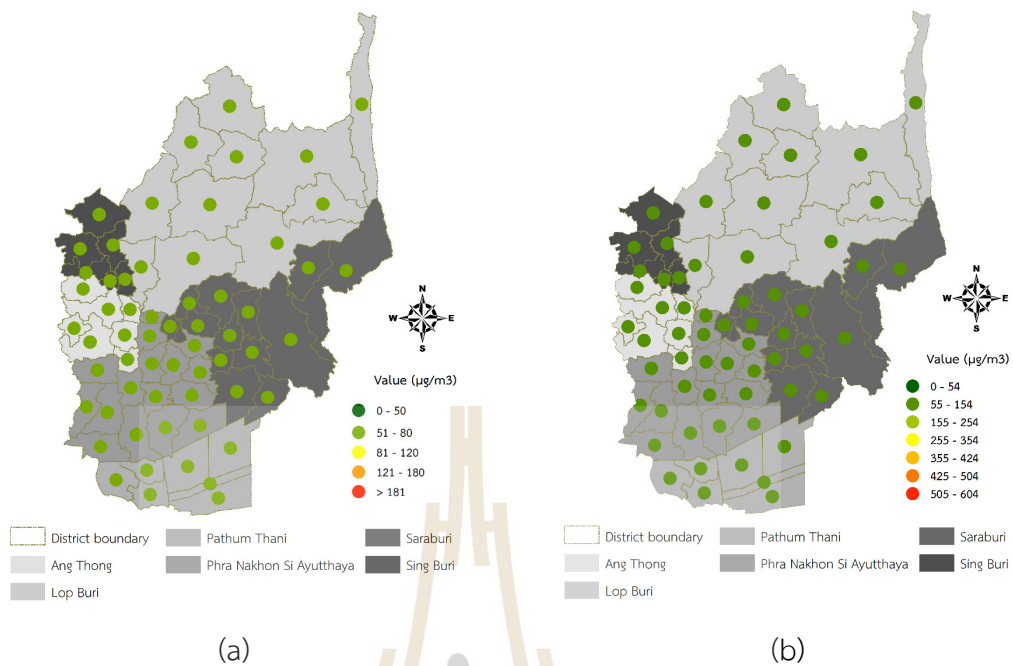 N
W E
S
Value (µg/m3)
0 - 50
51 - 80
81 - 120
121 - 180
> 181
District boundary
Pathum Thani
Saraburi
Ang Thong
Phra Nakhon Si Ayutthaya
Sing Buri
Lop Buri
(a)
N
W E
S
Value (µg/m3)
0 - 54
55 - 154
155 - 254
255 - 354
355 - 424
425 - 504
505 - 604
District boundary
Pathum Thani
Saraburi
Ang Thong
Phra Nakhon Si Ayutthaya
Sing Buri
Lop Buri
(b)